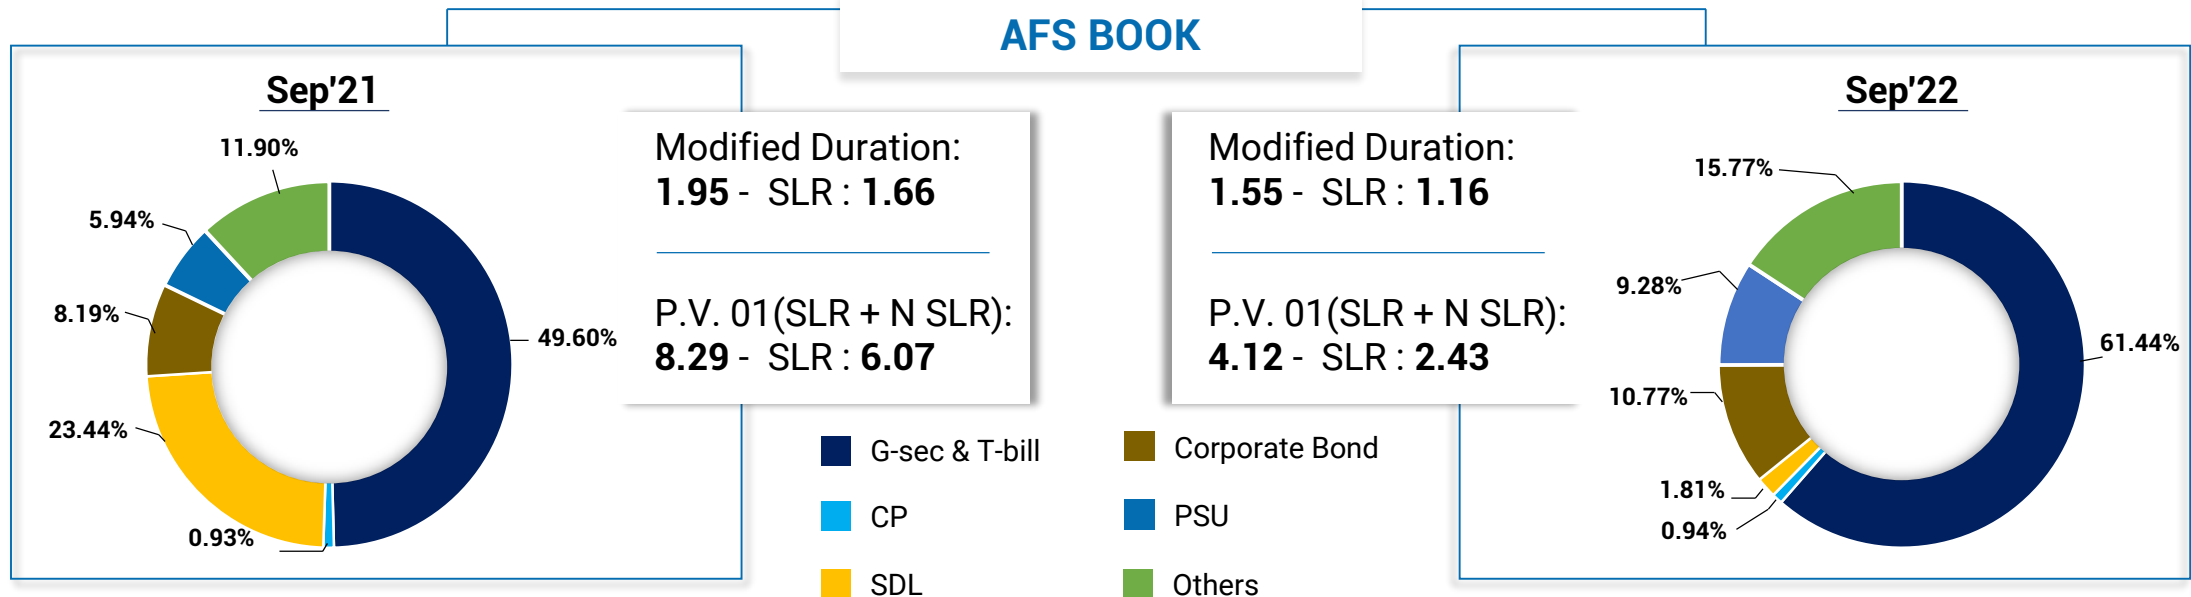 AFS BOOK
Sep'21
11.90%
5.94%
8.19%
49.60%
23.44%
0.93%
Modified Duration:
1.95 - SLR : 1.66
P.V. 01(SLR + N SLR):
8.29 - SLR : 6.07
Modified Duration:
1.55 - SLR : 1.16
P.V. 01(SLR + N SLR):
4.12 - SLR : 2.43
Sep'22
15.77%
9.28%
61.44%
10.77%
1.81%
0.94%
G-sec & T-bill
Corporate Bond
CP
PSU
SDL
Others